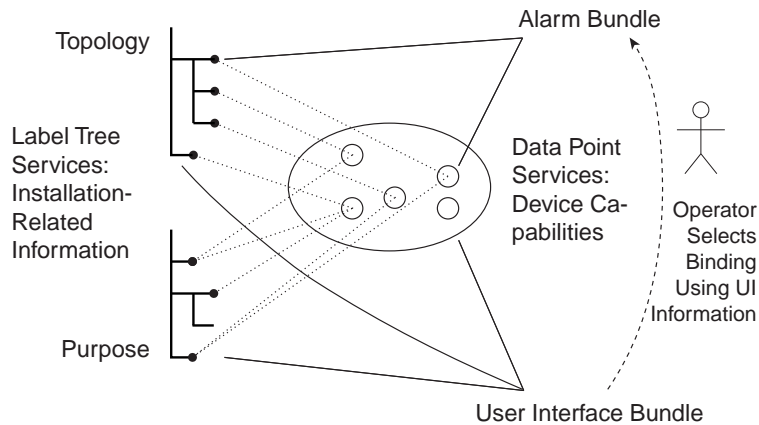 Topology
Alarm Bundle
Label Tree
Services:
Installation-
Related
Information
Data Point
Services:
Device Ca-
pabilities
Operator
Selects
Binding
Using UI
Information
Purpose
User Interface Bundle